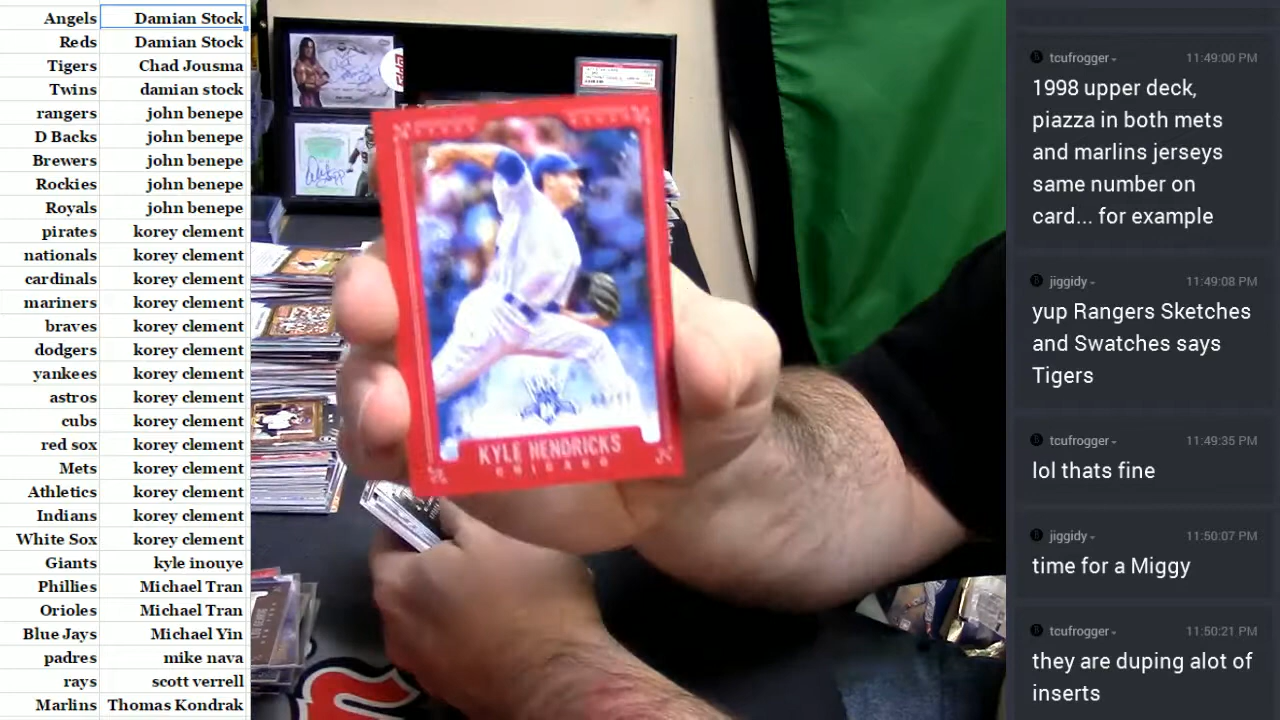 Angels Damian Stock
Reds Damian Stock
Tigers Chad Jousma
Twins damian stock
rangers john benepe
D Backs john benepe
Brewers john benepe
Rockies john benepe
Royals john benepe
pirates korey clement
nationals korey clement
cardinals korey clement
mariners korey clement
braves korey clement
dodgers korey clement
yankees korey clement
astros korey clement
cubs korey clement
red sox korey clement
Mets korey clement
Athletics korey clement
Indians korey clement
White Sox korey clement
Giants kyle inouye
Phillies Michael Tran
Orioles Michael Tran
Blue Jays Michael Yin
padres mike nava
rays scott verrell
Marlins Thomas Kondrak
KYLE HENDRICKS
CHICAGO
tcufrogger 11:49:00 PM
1998 upper deck,
piazza in both mets
and marlins jerseys
same number on
card... for example
jiggidy 11:49:08 PM
yup Rangers Sketches
and Swatches says
Tigers
tcufrogger 11:49:35 PM
lol thats fine
jiggidy 11:50:07 PM
time for a Miggy
tcufrogger 11:50:21 PM
they are duping alot of
inserts